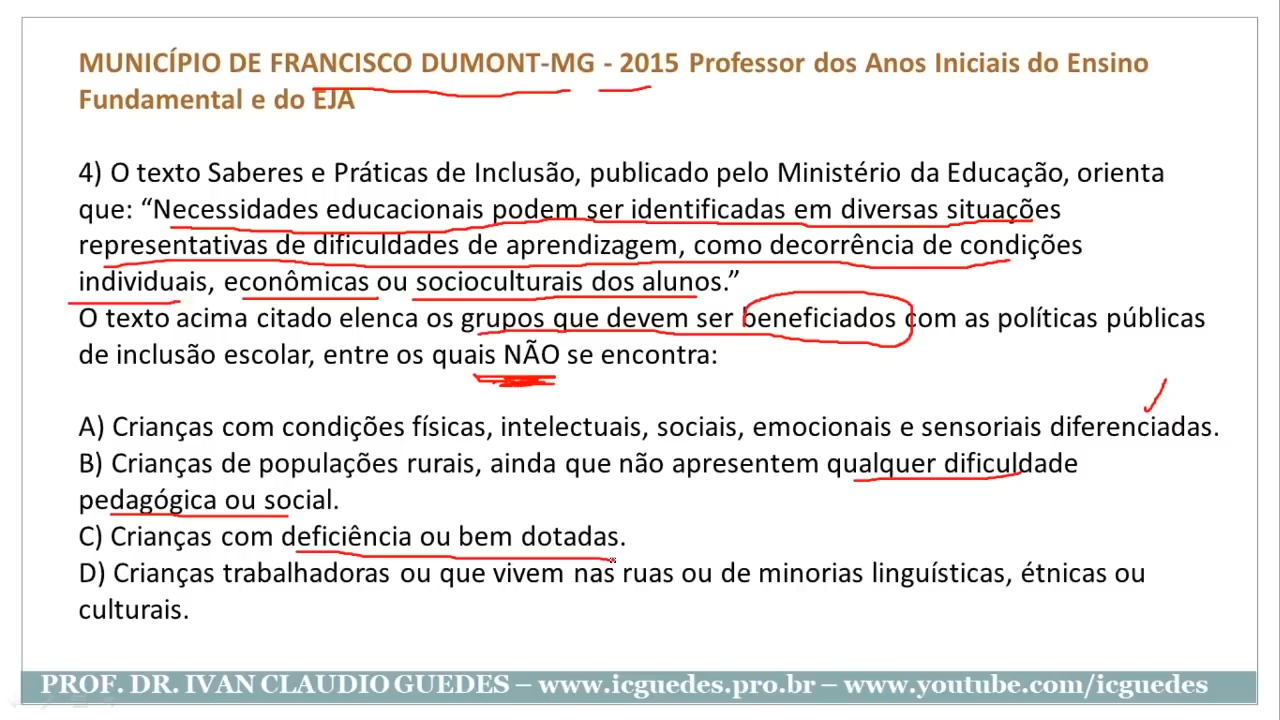 MUNICÍPIO DE FRANCISCO DUMONT-MG - 2015 Professor dos Anos Iniciais do Ensino
Fundamental e do EJA
4) O texto Saberes e Práticas de Inclusão, publicado pelo Ministério da Educação, orienta
que: “Necessidades educacionais podem ser identificadas em diversas situações
representativas de dificuldades de aprendizagem, como decorrência de condições
individuais, econômicas ou socioculturais dos alunos.”
O texto acima citado elenca os grupos que devem ser beneficiados com as políticas públicas
de inclusão escolar, entre os quais NÃO se encontra:
A) Crianças com condições físicas, intelectuais, sociais, emocionais e sensoriais diferenciadas.
B) Crianças de populações rurais, ainda que não apresentem qualquer dificuldade
pedagógica ou social.
C) Crianças com deficiência ou bem dotadas.
D) Crianças trabalhadoras ou que vivem nas ruas ou de minorias linguísticas, étnicas ou
culturais.
PROF. DR. IVAN CLAUDIO GUEDES – www.icguedes.pro.br – www.youtube.com/icguedes